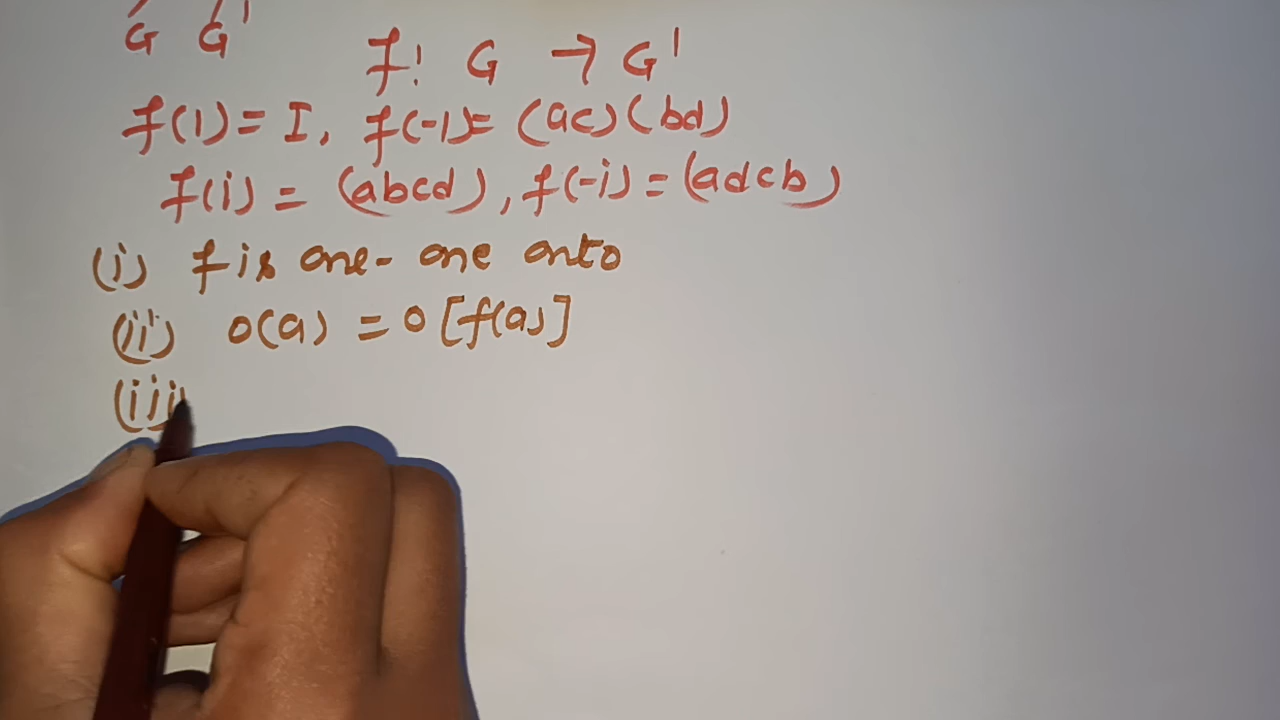 G G'
f: G → G'
f(1) = I, f(-1) = (ac)(bd)
f(i) = (abcd), f(-i) = (adcb)
(i) f is one-one onto
(ii) o(a) = o[f(a)]
(iii)